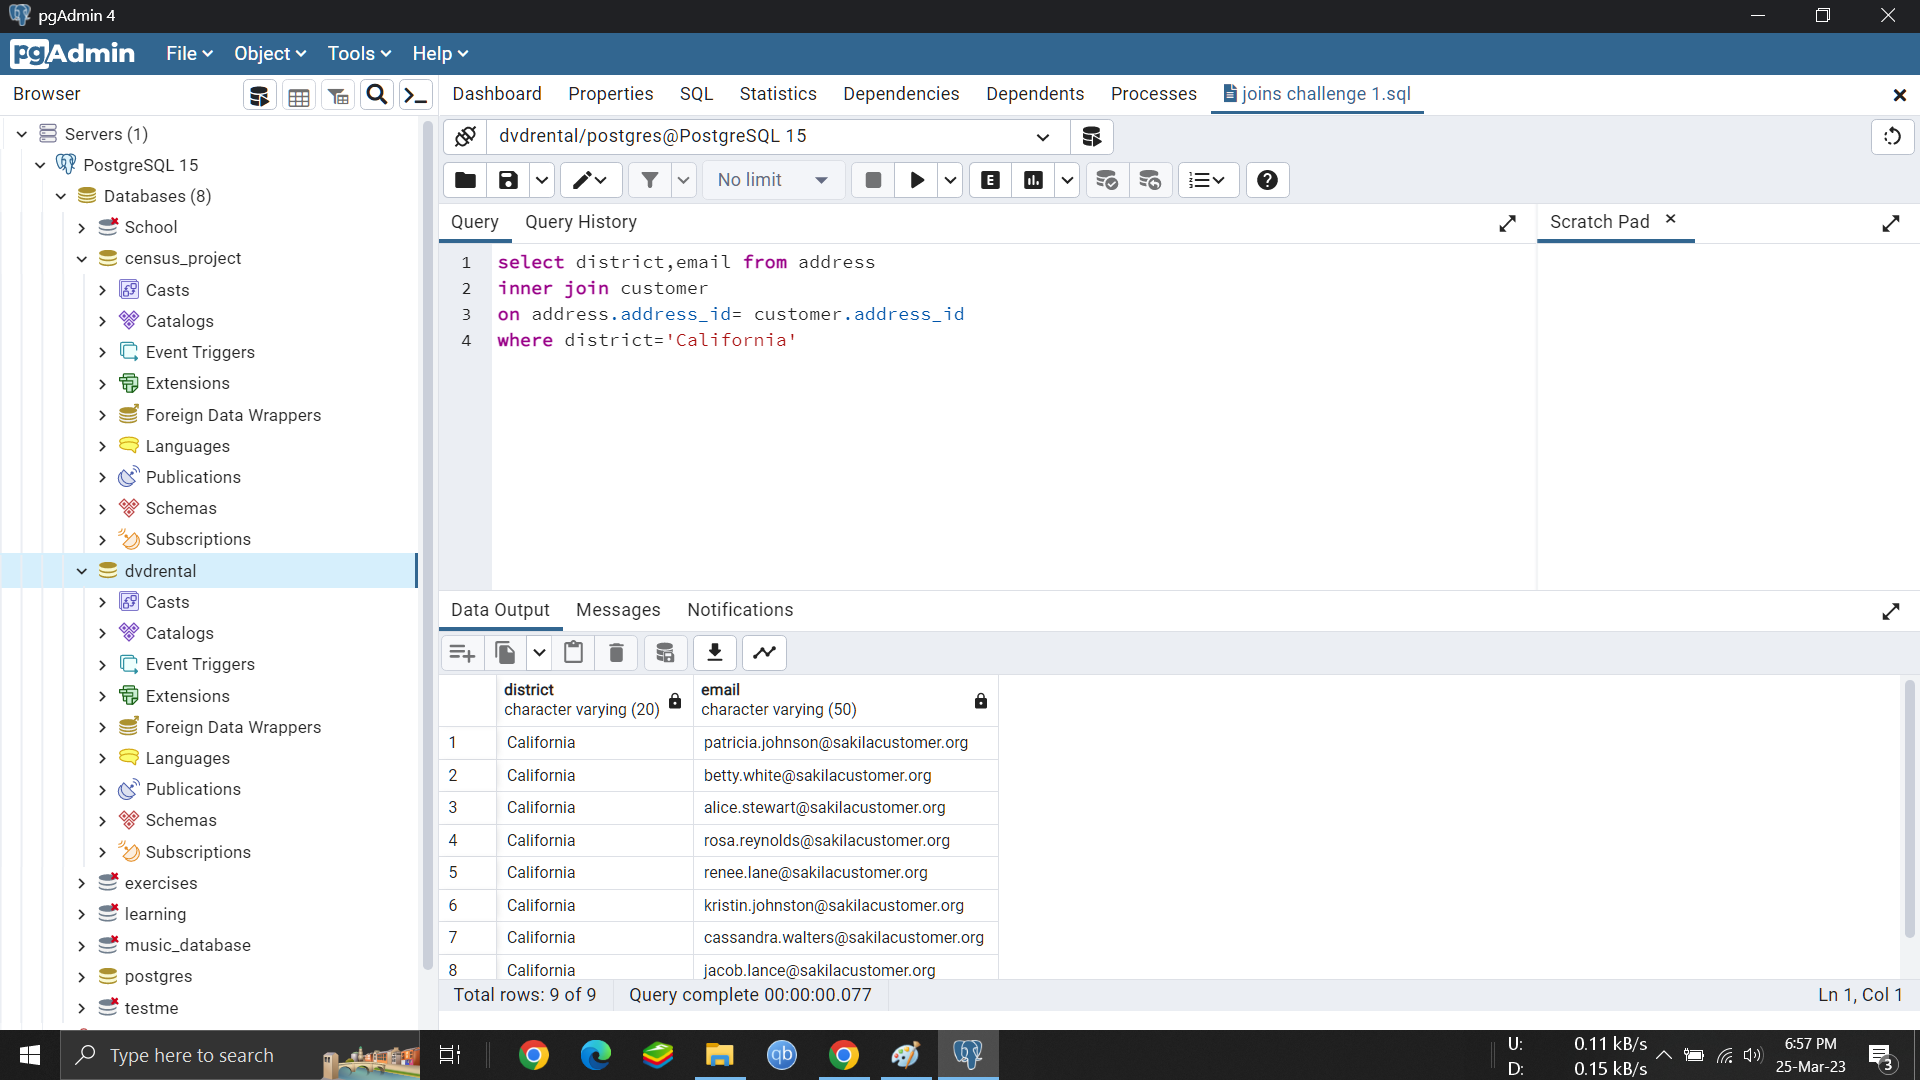 pgAdmin 4
pgAdmin File Object Tools Help
Browser
Dashboard Properties SQL Statistics Dependencies Dependents Processes joins challenge 1.sql
Servers (1)
PostgreSQL 15
Databases (8)
School
census_project
Casts
Catalogs
Event Triggers
Extensions
Foreign Data Wrappers
Languages
Publications
Schemas
Subscriptions
dvdrental
Casts
Catalogs
Event Triggers
Extensions
Foreign Data Wrappers
Languages
Publications
Schemas
Subscriptions
exercises
learning
music_database
postgres
testme
dvdrental/postgres@PostgreSQL 15
No limit
E
Query Query History
Scratch Pad
1 select district,email from address
2 inner join customer
3 on address.address_id= customer.address_id
4 where district='California'
Data Output Messages Notifications
district email
character varying (20) character varying (50)
1 California patricia.johnson@sakilacustomer.org
2 California betty.white@sakilacustomer.org
3 California alice.stewart@sakilacustomer.org
4 California rosa.reynolds@sakilacustomer.org
5 California renee.lane@sakilacustomer.org
6 California kristin.johnston@sakilacustomer.org
7 California cassandra.walters@sakilacustomer.org
8 California jacob.lance@sakilacustomer.org
Total rows: 9 of 9 Query complete 00:00:00.077 Ln 1, Col 1
Type here to search
qb
U: 0.11 kB/s
D: 0.15 kB/s
6:57 PM
25-Mar-23
3